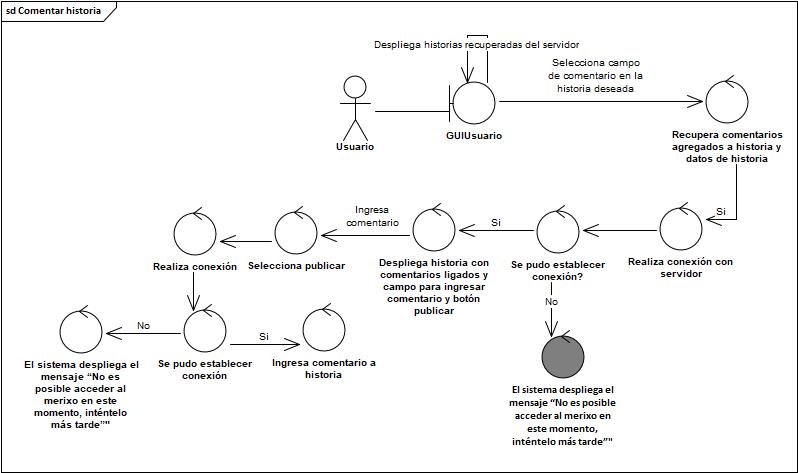 sd Comentar historia
Despliega historias recuperadas del servidor
Selecciona campo
de comentario en la
historia deseada
Usuario
GUIUsuario
Recupera comentarios
agregados a historia y
datos de historia
Si
Realiza conexión con
servidor
Se pudo establecer
conexión?
Si
Despliega historia con
comentarios ligados y
campo para ingresar
comentario y botón
publicar
Ingresa
comentario
Selecciona publicar
Realiza conexión
No
El sistema despliega el
mensaje “No es posible
acceder al merixo en
este momento,
inténtelo más tarde”"
Se pudo establecer
conexión
Si
Ingresa comentario a
historia
No
El sistema despliega el
mensaje “No es
posible acceder al
merixo en este
momento, inténtelo
más tarde”"